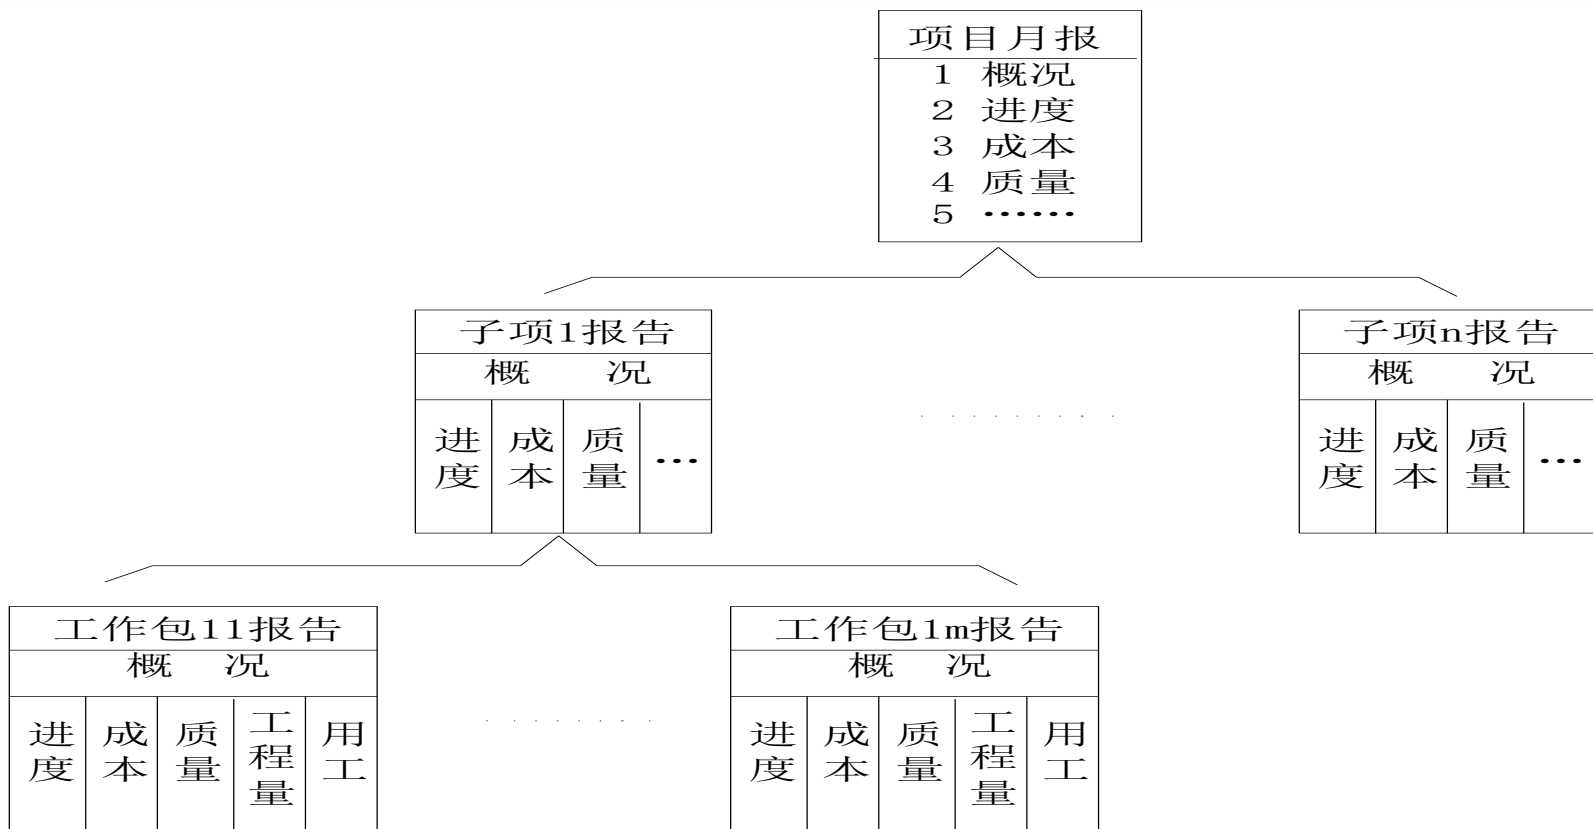 项目月报
1 概况
2 进度
3 成本
4 质量
5 ……
子项1报告
概 况
进度
成本
质量
…
………
子项n报告
概 况
进度
成本
质量
…
工作包11报告
概 况
进度
成本
质量
工程量
用工
………
工作包1m报告
概 况
进度
成本
质量
工程量
用工